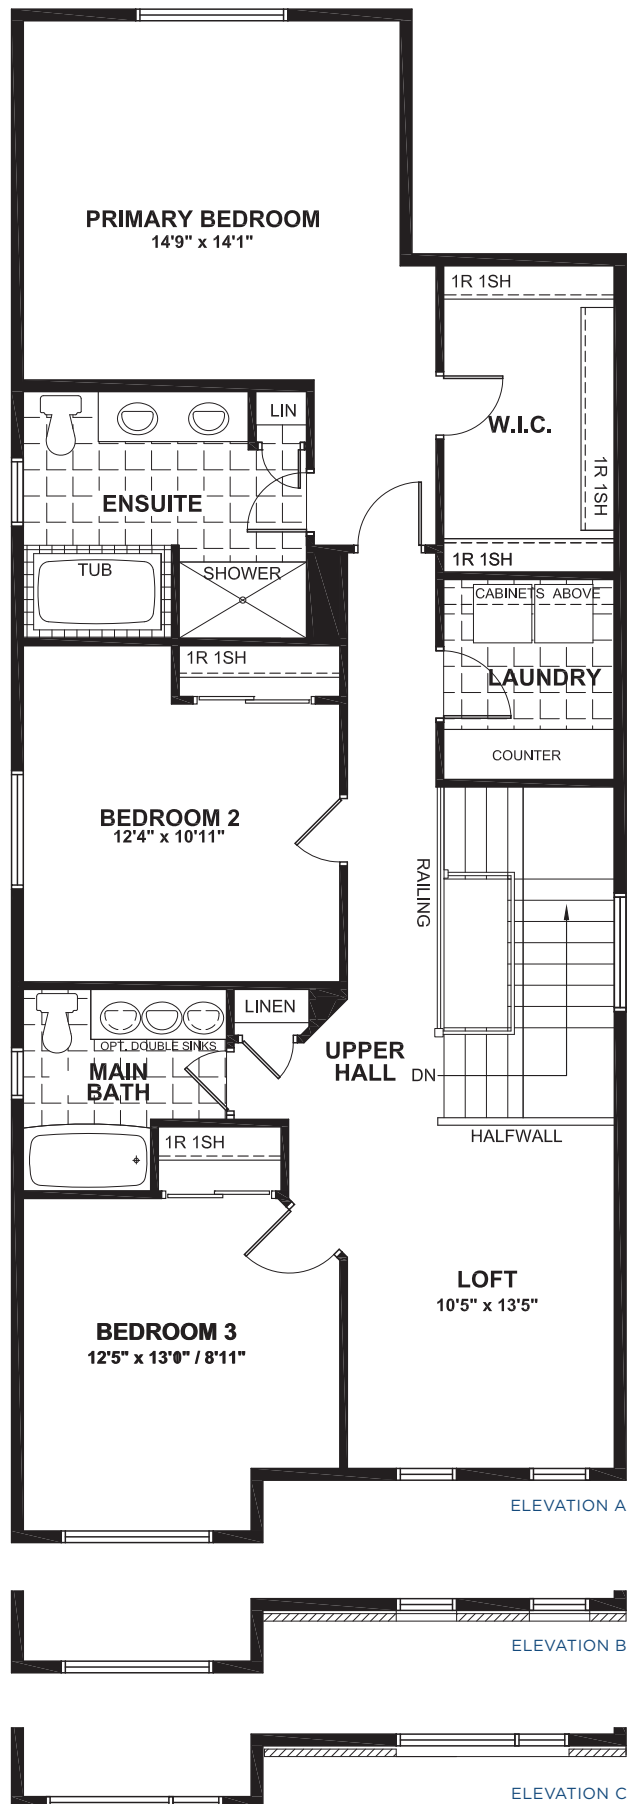 PRIMARY BEDROOM
14'9" x 14'1"
1R 1SH
W.I.C.
1R 1SH
1R 1SH
LIN
ENSUITE
TUB
SHOWER
CABINETS ABOVE
LAUNDRY
COUNTER
1R 1SH
BEDROOM 2
12'4" x 10'11"
RAILING
LINEN
OPT. DOUBLE SINKS
MAIN
BATH
UPPER
HALL
DN
HALFWALL
1R 1SH
LOFT
10'5" x 13'5"
BEDROOM 3
12'5" x 13'0" / 8'11"
ELEVATION A
ELEVATION B
ELEVATION C